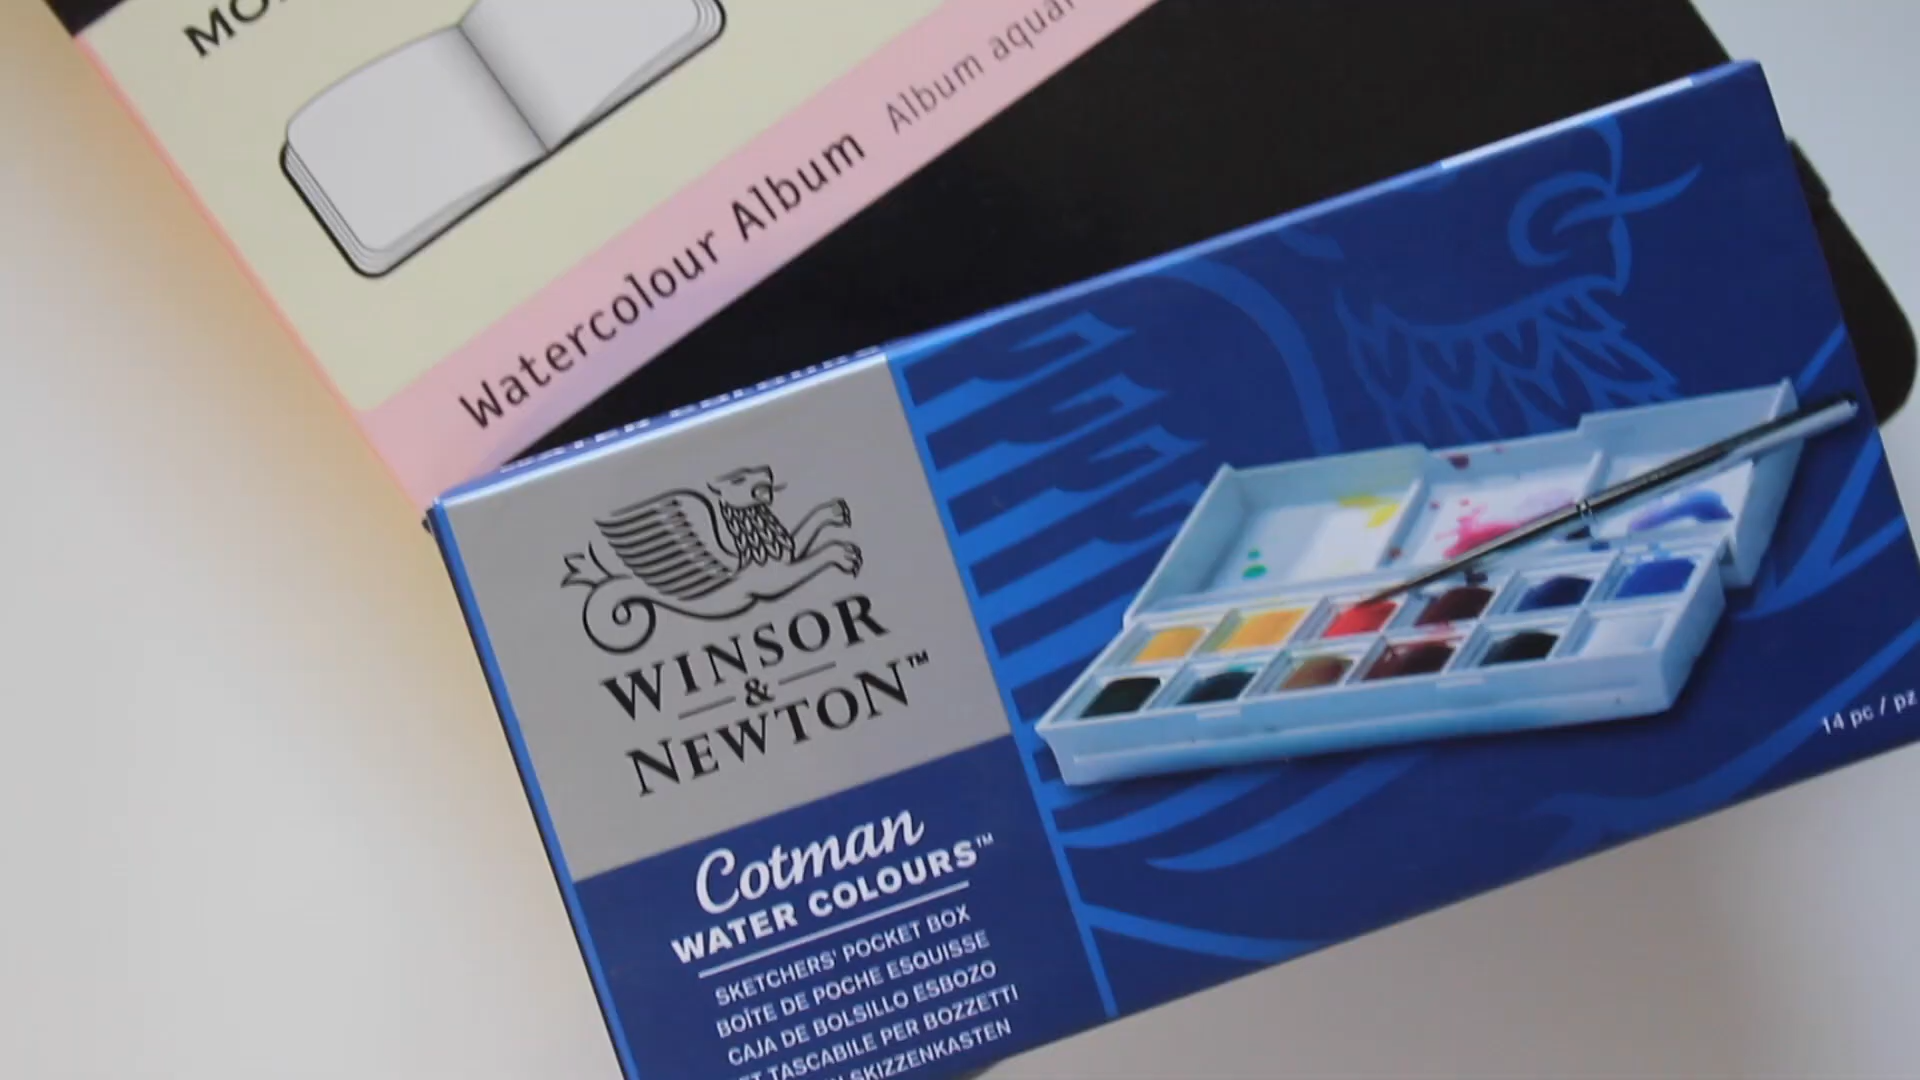 Watercolour Album Album
WINSOR
&
NEWTON™
Cotman
WATER COLOURS™
SKETCHERS' POCKET BOX
BOÎTE DE POCHE ESQUISSE
CAJA DE BOLSILLO ESBOZO
TASCABILE PER BOZZETTI
SKIZZENKASTEN
14 pc / pz